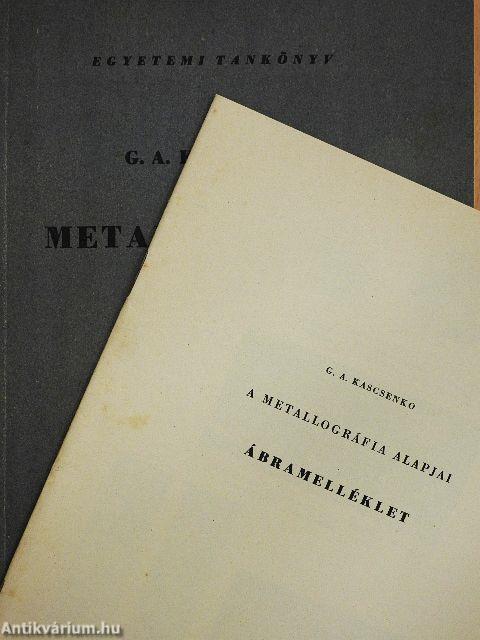 EGYETEMI TANKÖNYV
G. A.
META
G. A. KASCSENKO
A METALLOGRÁFIA ALAPJAI
ÁBRAMELLÉKLET
Antikvárium.hu